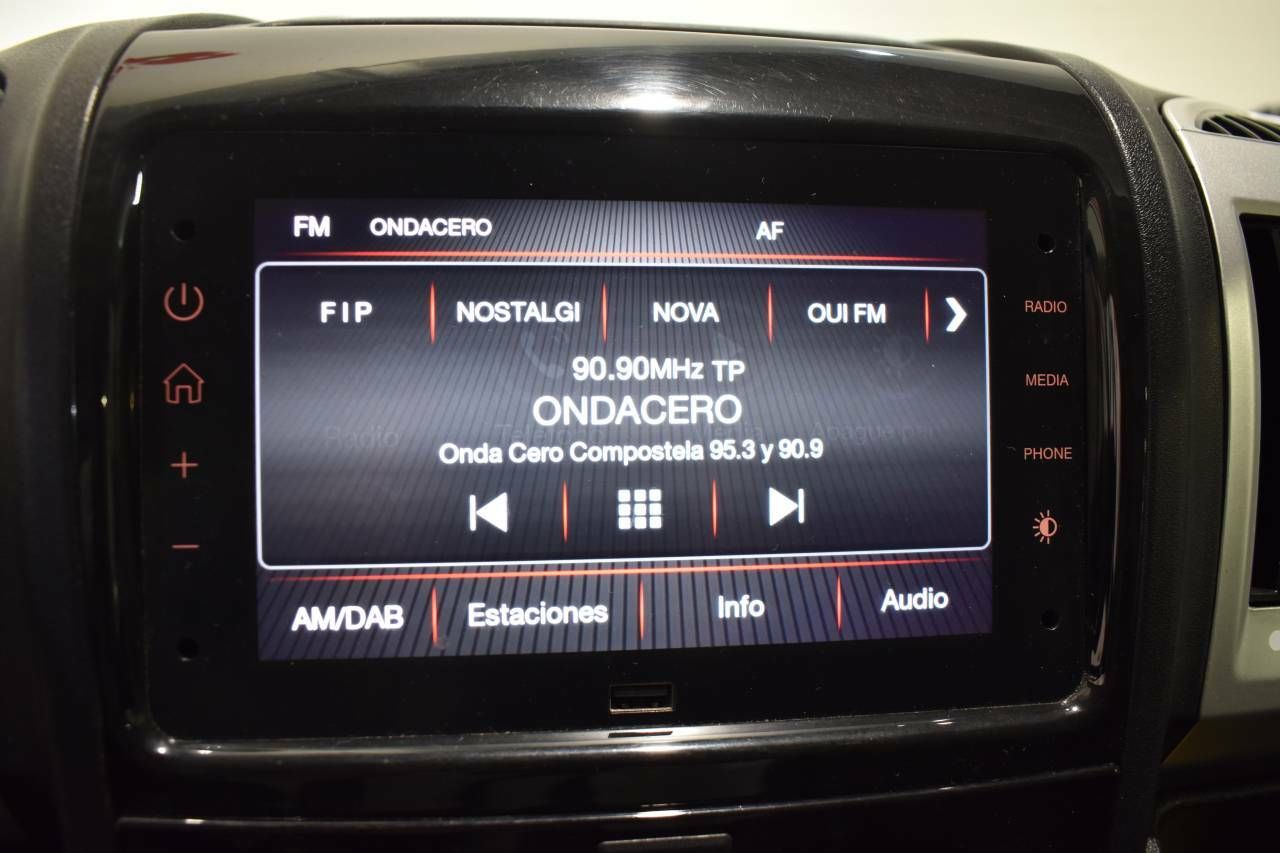 FM ONDACERO AF
FIP NOSTALGI NOVA OUI FM
90.90MHz TP
ONDACERO
Onda Cero Compostela 95.3 y 90.9
AM/DAB Estaciones Info Audio
RADIO
MEDIA
PHONE